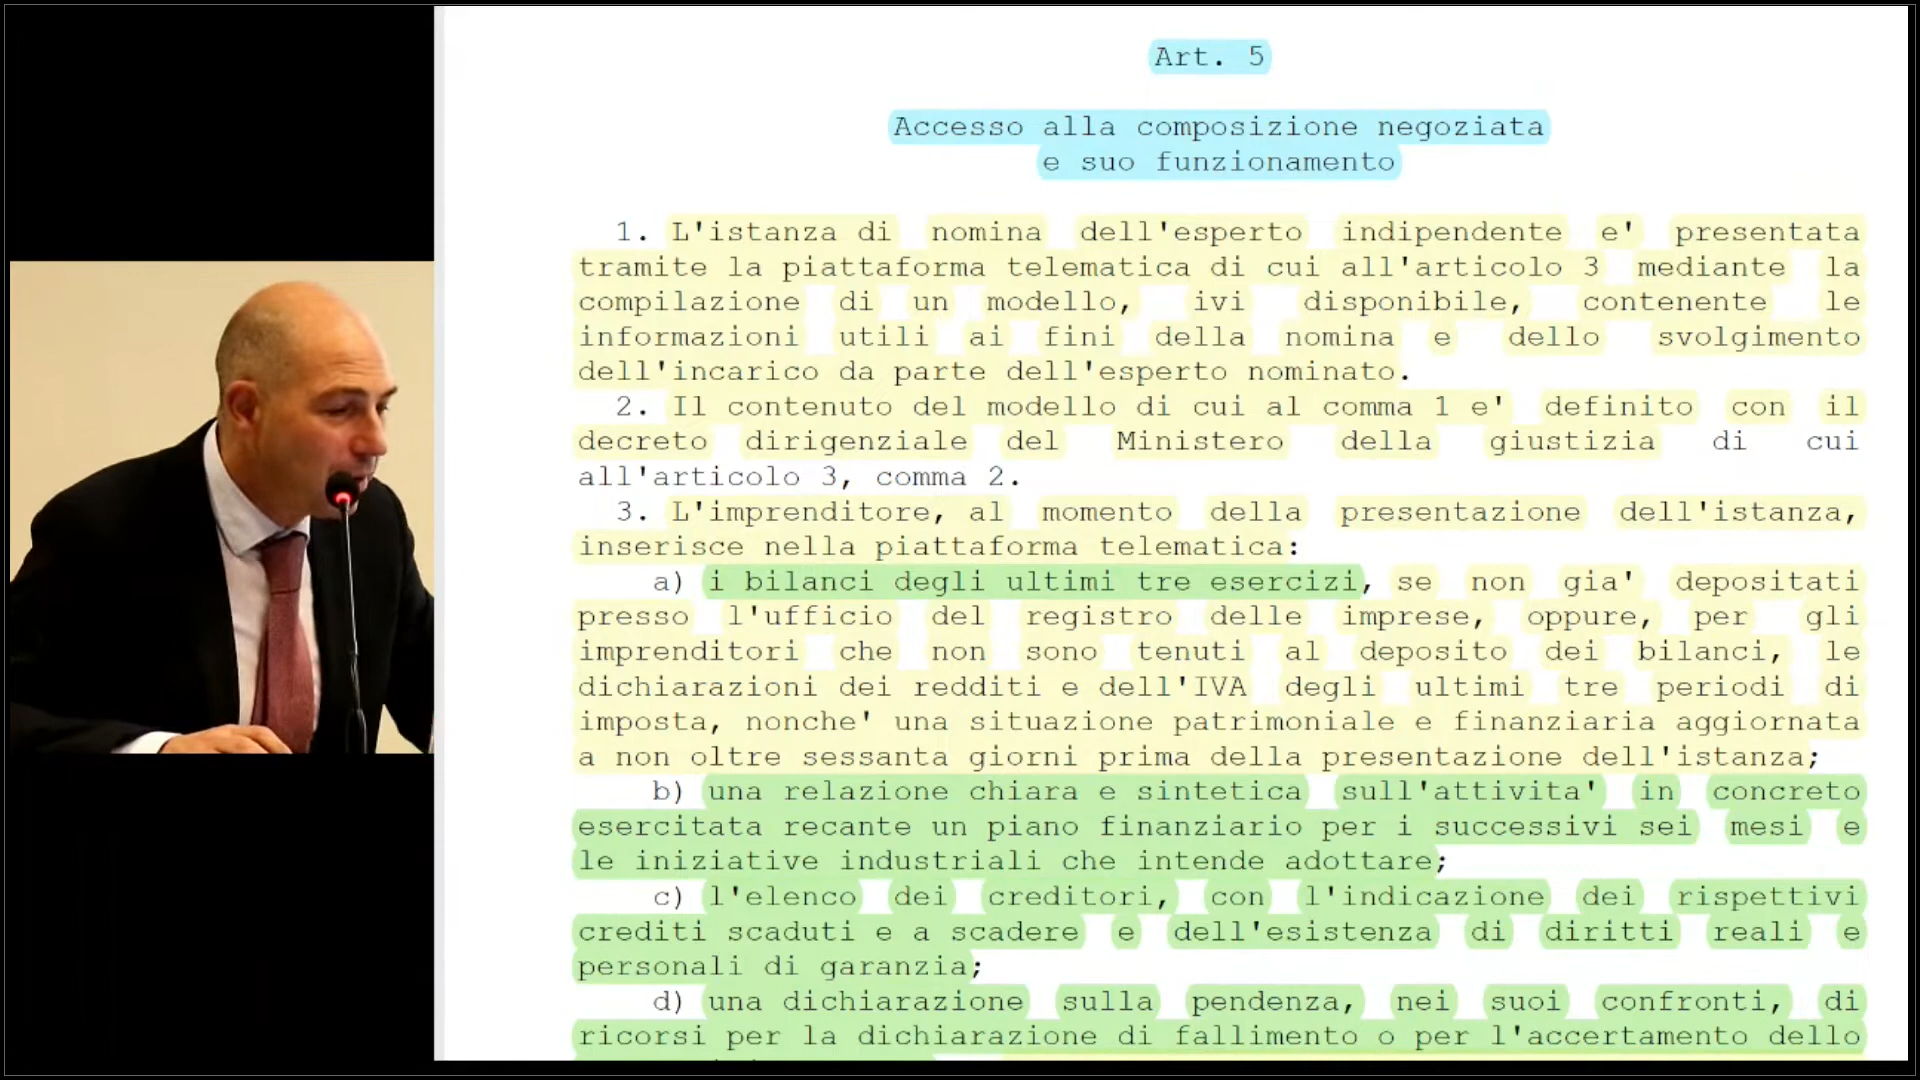 Art. 5
Accesso alla composizione negoziata
e suo funzionamento
1. L'istanza di nomina dell'esperto indipendente e' presentata
tramite la piattaforma telematica di cui all'articolo 3 mediante la
compilazione di un modello, ivi disponibile, contenente le
informazioni utili ai fini della nomina e dello svolgimento
dell'incarico da parte dell'esperto nominato.
2. Il contenuto del modello di cui al comma 1 e' definito con il
decreto dirigenziale del Ministero della giustizia di cui
all'articolo 3, comma 2.
3. L'imprenditore, al momento della presentazione dell'istanza,
inserisce nella piattaforma telematica:
a) i bilanci degli ultimi tre esercizi, se non gia' depositati
presso l'ufficio del registro delle imprese, oppure, per gli
imprenditori che non sono tenuti al deposito dei bilanci, le
dichiarazioni dei redditi e dell'IVA degli ultimi tre periodi di
imposta, nonche' una situazione patrimoniale e finanziaria aggiornata
a non oltre sessanta giorni prima della presentazione dell'istanza;
b) una relazione chiara e sintetica sull'attivita' in concreto
esercitata recante un piano finanziario per i successivi sei mesi e
le iniziative industriali che intende adottare;
c) l'elenco dei creditori, con l'indicazione dei rispettivi
crediti scaduti e a scadere e dell'esistenza di diritti reali e
personali di garanzia;
d) una dichiarazione sulla pendenza, nei suoi confronti, di
ricorsi per la dichiarazione di fallimento o per l'accertamento dello